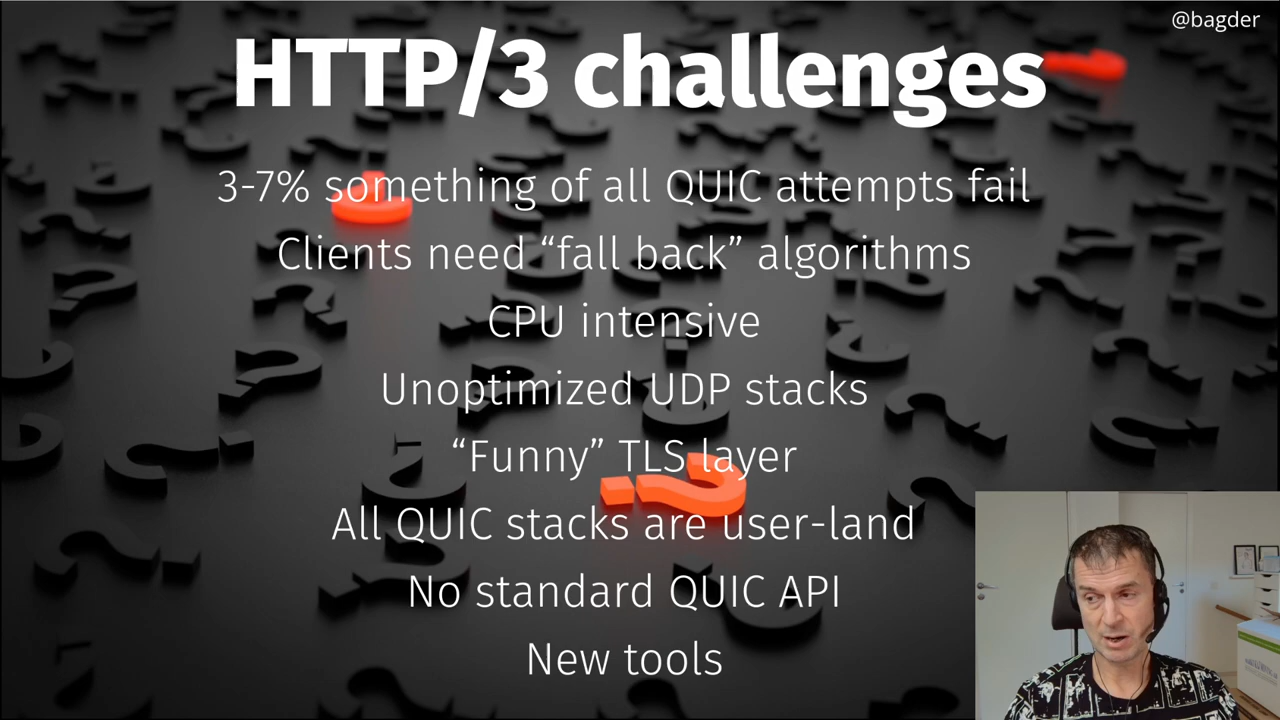 @bagder
HTTP/3 challenges
3-7% something of all QUIC attempts fail
Clients need “fall back” algorithms
CPU intensive
Unoptimized UDP stacks
“Funny” TLS layer
All QUIC stacks are user-land
No standard QUIC API
New tools